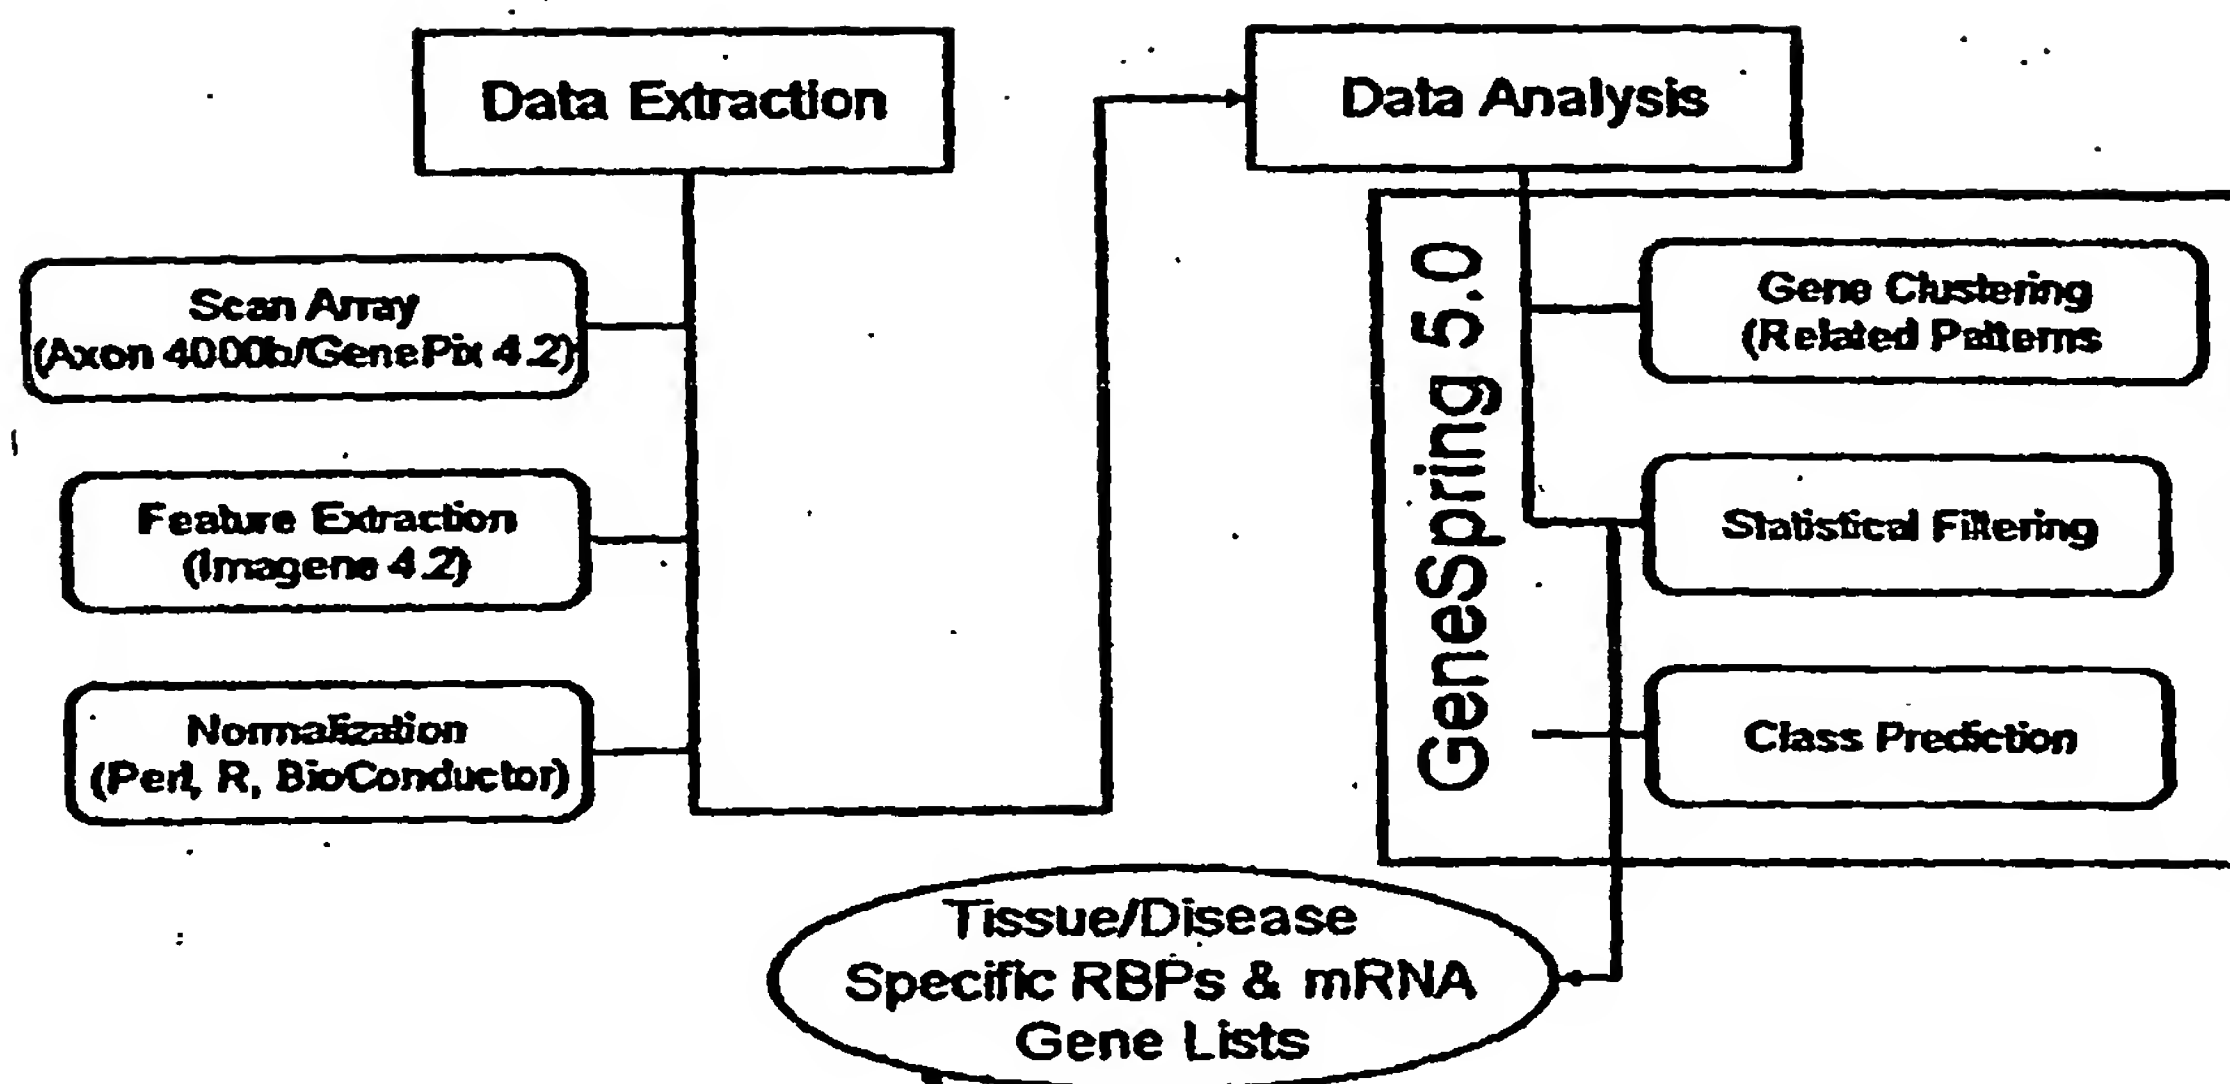 Data Extraction
Scan Array
(Axon 4000b/GenePix 4.2)
Feature Extraction
(Imagene 4.2)
Normalization
(Perl, R, BioConductor)
Data Analysis
GeneSpring 5.0
Gene Clustering
(Related Patterns
Statistical Filtering
Class Prediction
Tissue/Disease
Specific RBPs & mRNA
Gene Lists